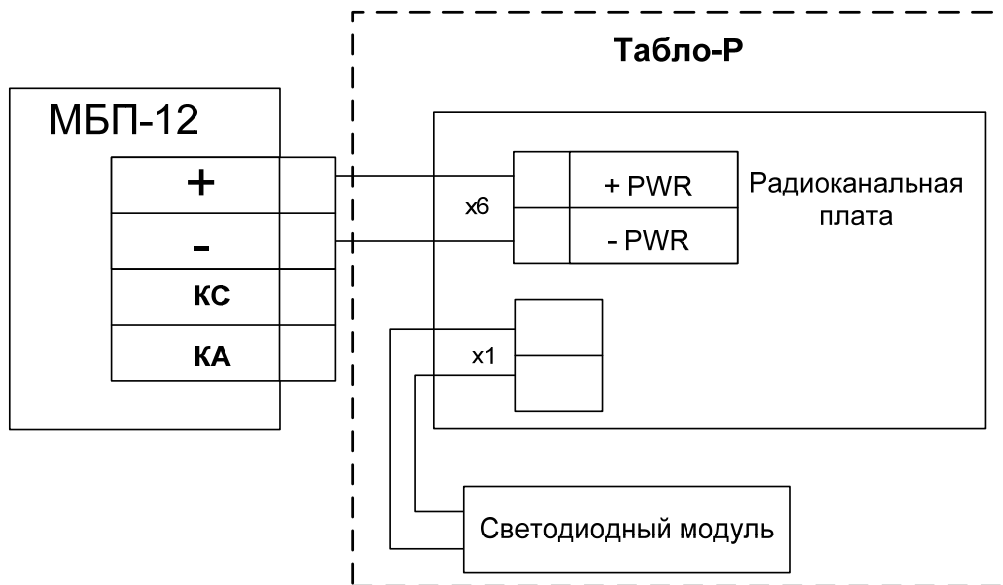 Табло-Р
МБП-12
+
-
КС
КА
x6
+ PWR
- PWR
Радиоканальная
плата
x1
Светодиодный модуль